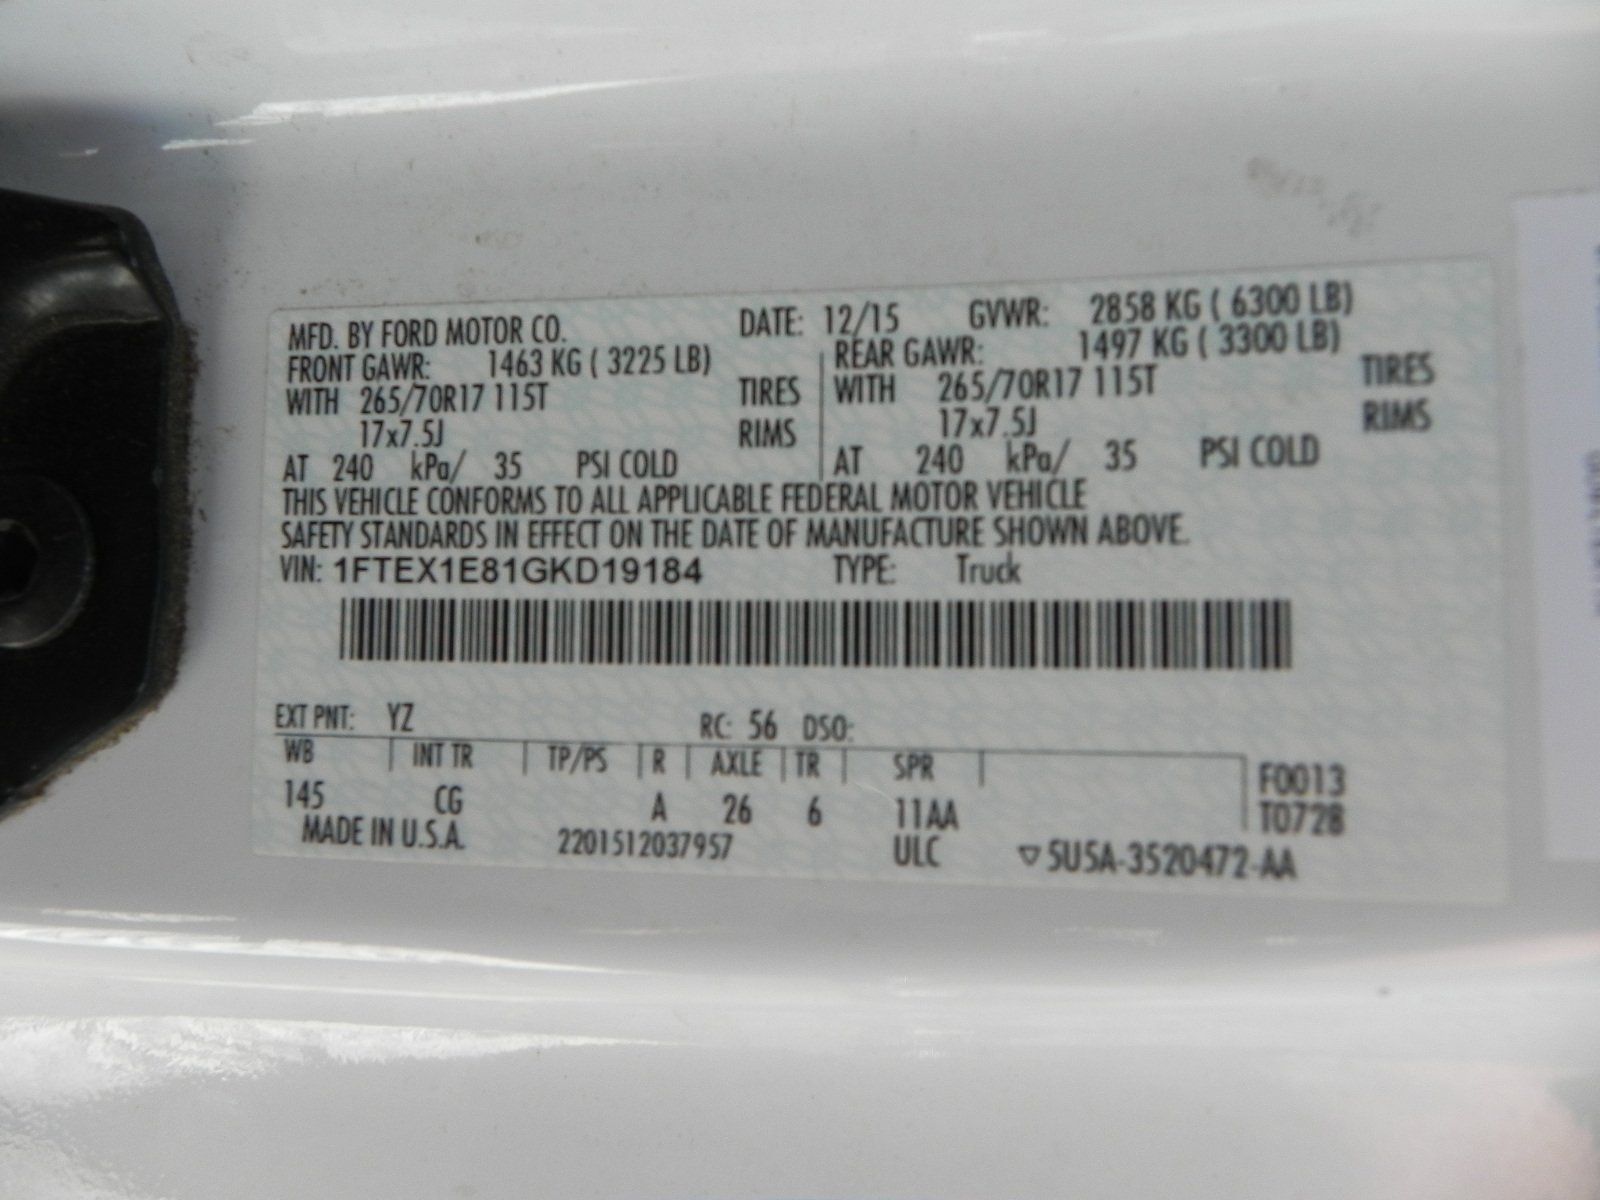 MFD. BY FORD MOTOR CO. DATE: 12/15 GVWR: 2858 KG ( 6300 LB)
FRONT GAWR: 1463 KG ( 3225 LB) REAR GAWR: 1497 KG ( 3300 LB)
WITH 265/70R17 115T TIRES WITH 265/70R17 115T TIRES
17x7.5J RIMS 17x7.5J RIMS
AT 240 kPa/ 35 PSI COLD AT 240 kPa/ 35 PSI COLD
THIS VEHICLE CONFORMS TO ALL APPLICABLE FEDERAL MOTOR VEHICLE
SAFETY STANDARDS IN EFFECT ON THE DATE OF MANUFACTURE SHOWN ABOVE.
VIN: 1FTEX1E81GKD19184 TYPE: Truck
EXT PNT: YZ RC: 56 DSO:
WB INT TR TP/PS R AXLE TR SPR F0013
145 CG A 26 6 11AA T0728
MADE IN U.S.A. 2201512037957 ULC ▽5U5A-3520472-AA